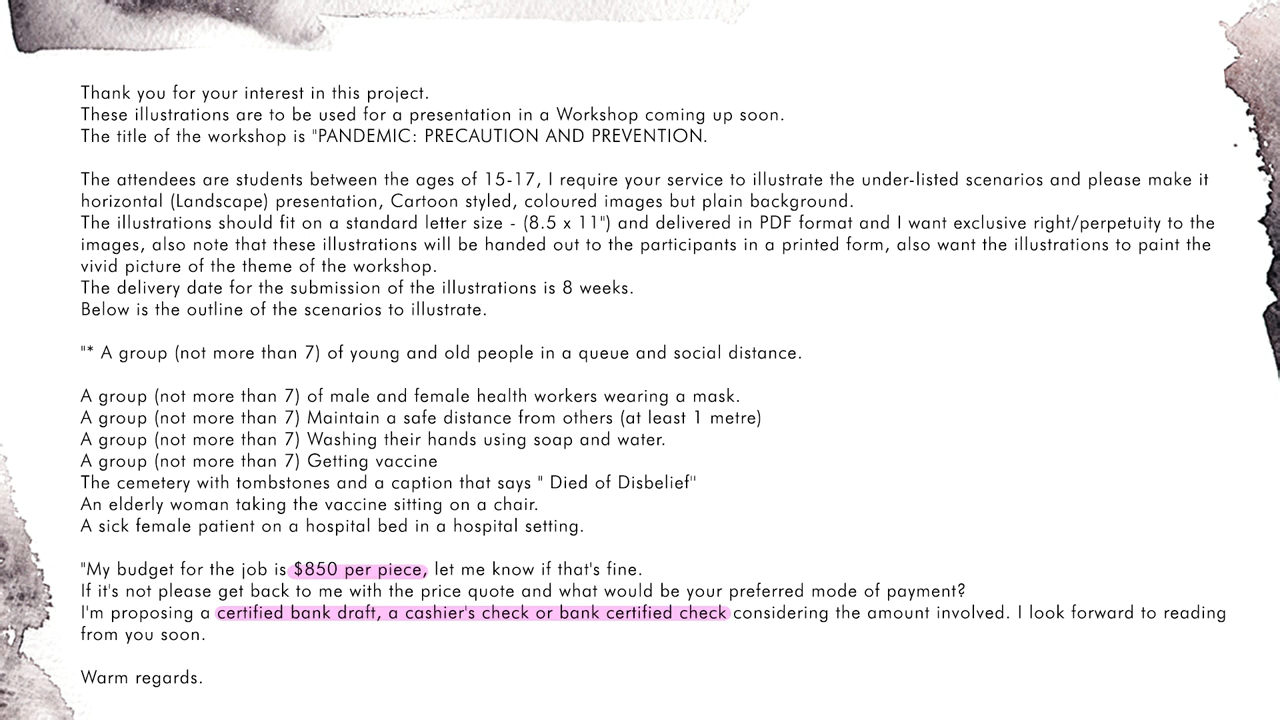 Thank you for your interest in this project.
These illustrations are to be used for a presentation in a Workshop coming up soon.
The title of the workshop is "PANDEMIC: PRECAUTION AND PREVENTION.
The attendees are students between the ages of 15-17, I require your service to illustrate the under-listed scenarios and please make it
horizontal (Landscape) presentation, Cartoon styled, coloured images but plain background.
The illustrations should fit on a standard letter size - (8.5 x 11") and delivered in PDF format and I want exclusive right/perpetuity to the
images, also note that these illustrations will be handed out to the participants in a printed form, also want the illustrations to paint the
vivid picture of the theme of the workshop.
The delivery date for the submission of the illustrations is 8 weeks.
Below is the outline of the scenarios to illustrate.
"* A group (not more than 7) of young and old people in a queue and social distance.
A group (not more than 7) of male and female health workers wearing a mask.
A group (not more than 7) Maintain a safe distance from others (at least 1 metre)
A group (not more than 7) Washing their hands using soap and water.
A group (not more than 7) Getting vaccine
The cemetery with tombstones and a caption that says " Died of Disbelief"
An elderly woman taking the vaccine sitting on a chair.
A sick female patient on a hospital bed in a hospital setting.
"My budget for the job is $850 per piece, let me know if that's fine.
If it's not please get back to me with the price quote and what would be your preferred mode of payment?
I'm proposing a certified bank draft, a cashier's check or bank certified check considering the amount involved. I look forward to reading
from you soon.
Warm regards.